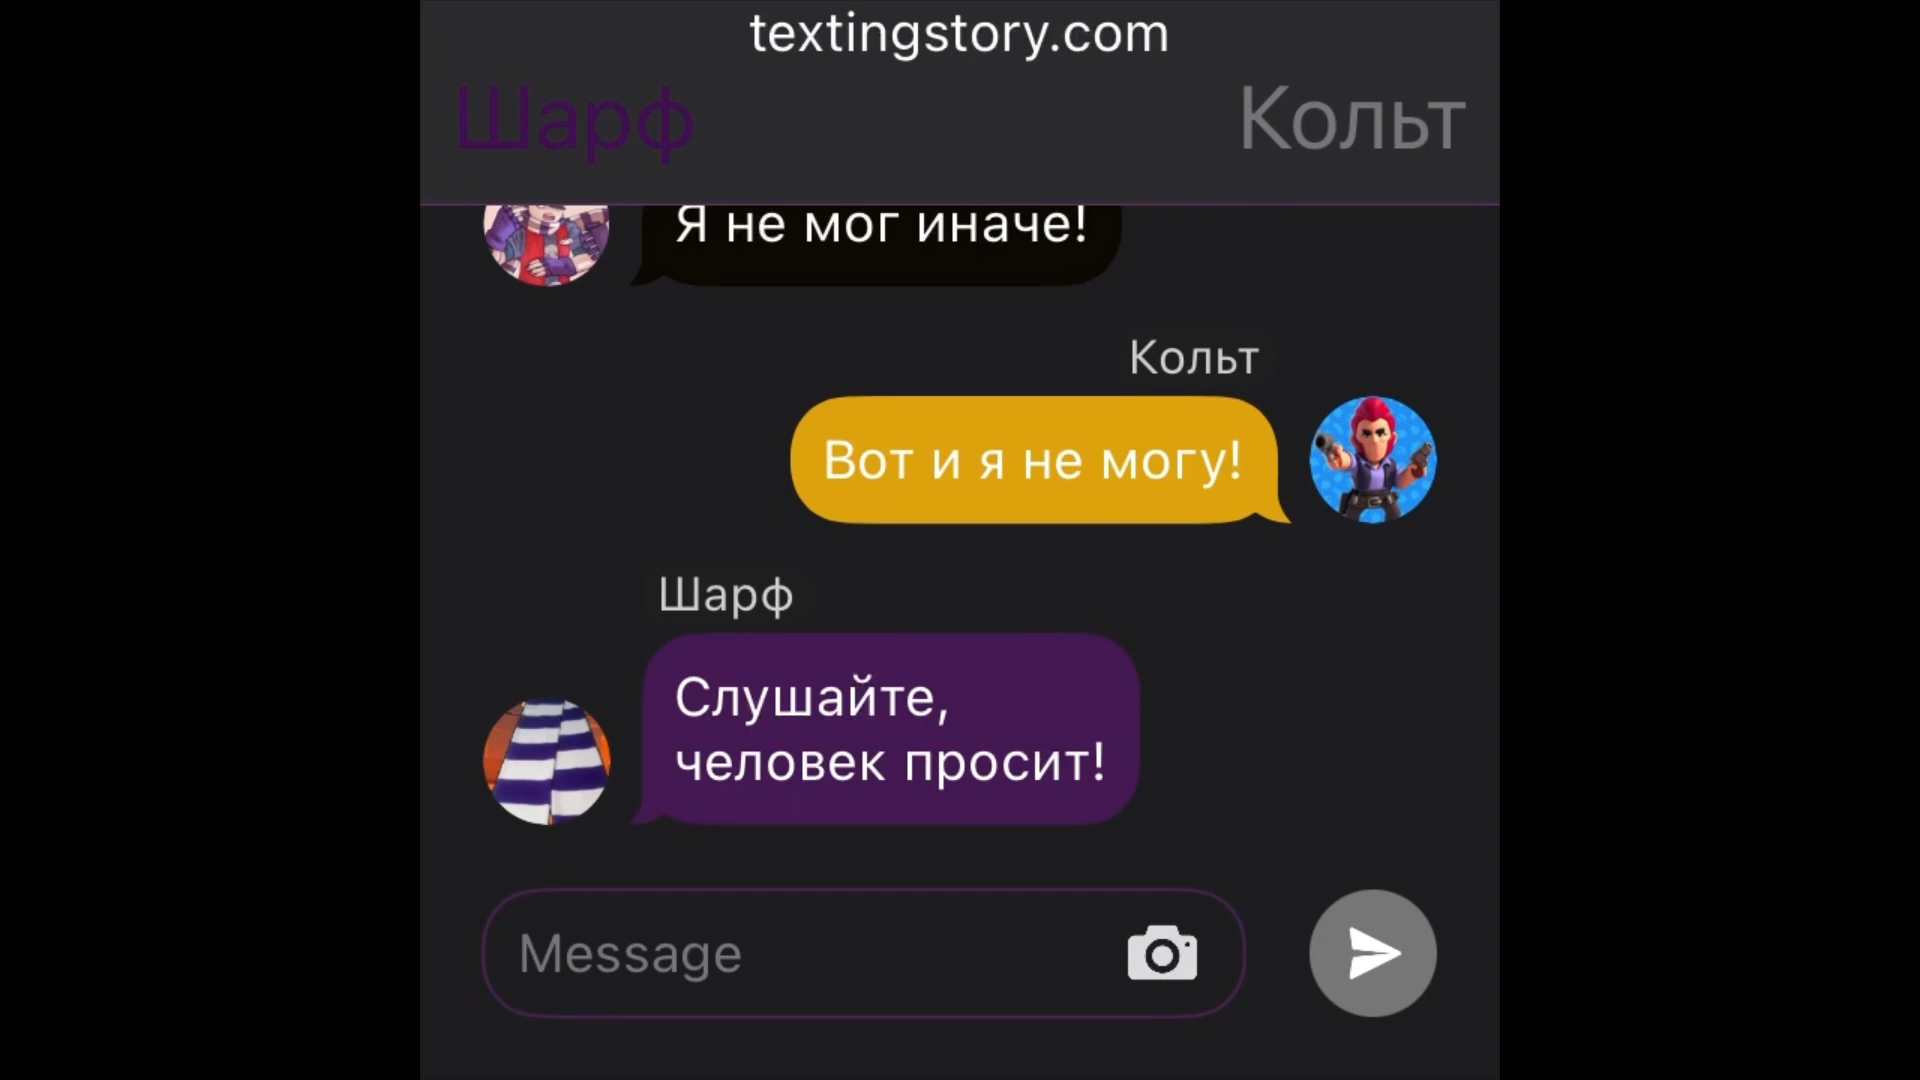 textingstory.com
Шарф
Кольт
Я не мог иначе!
Кольт
Вот и я не могу!
Шарф
Слушайте,
человек просит!
Message